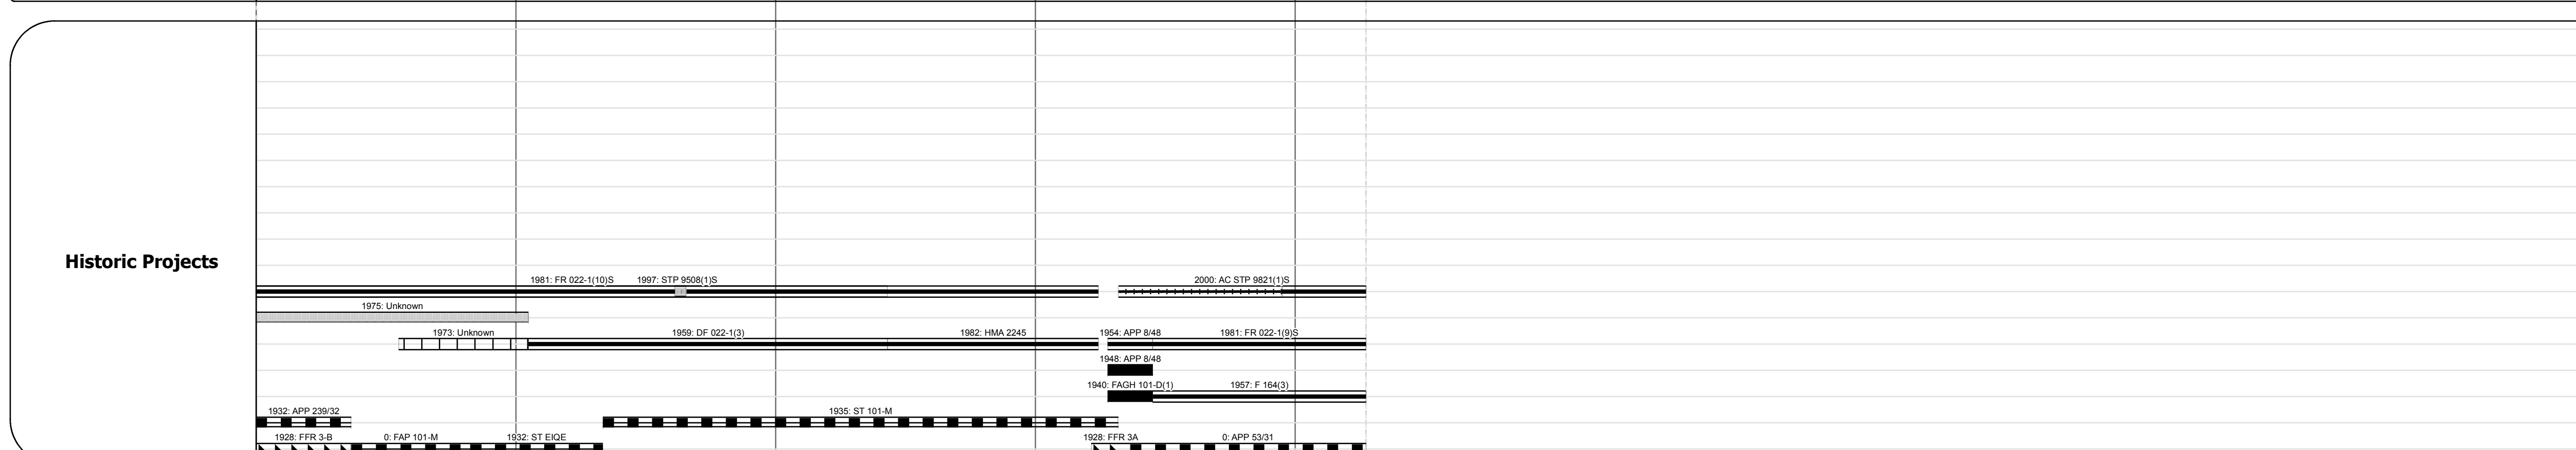 Historic Projects
1981: FR 022-1(10)S 1997: STP 9508(1)S 2000: AC STP 9821(1)S
1975: Unknown
1973: Unknown 1959: DF 022-1(3) 1982: HMA 2245 1954: APP 8/48 1981: FR 022-1(9)S
1948: APP 8/48
1940: FAGH 101-D(1) 1957: F 164(3)
1932: APP 239/32 1935: ST 101-M
1928: FFR 3-B 0: FAP 101-M 1932: ST EIQE 1928: FFR 3A 0: APP 53/31